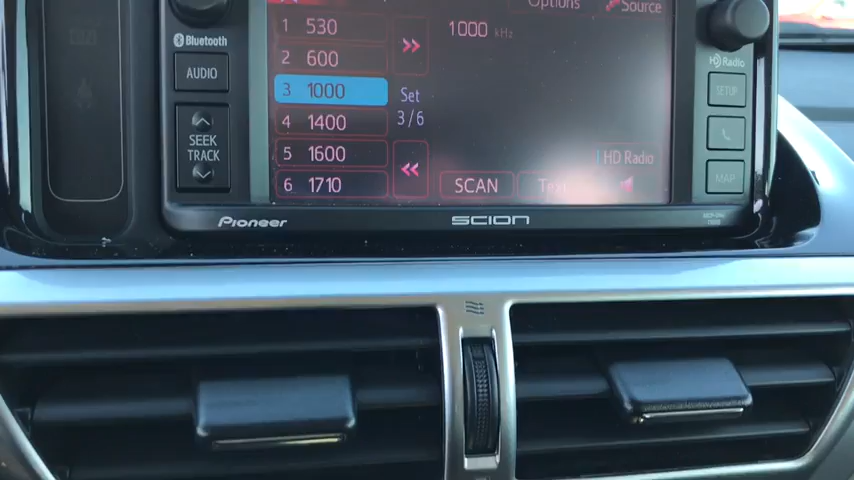 Options
Source
1 530
1000 kHz
Bluetooth
2 600
HD Radio
AUDIO
SETUP
3 1000
Set
3/6
4 1400
SEEK
TRACK
5 1600
HD Radio
MAP
6 1710
SCAN
Text
Pioneer
SCION